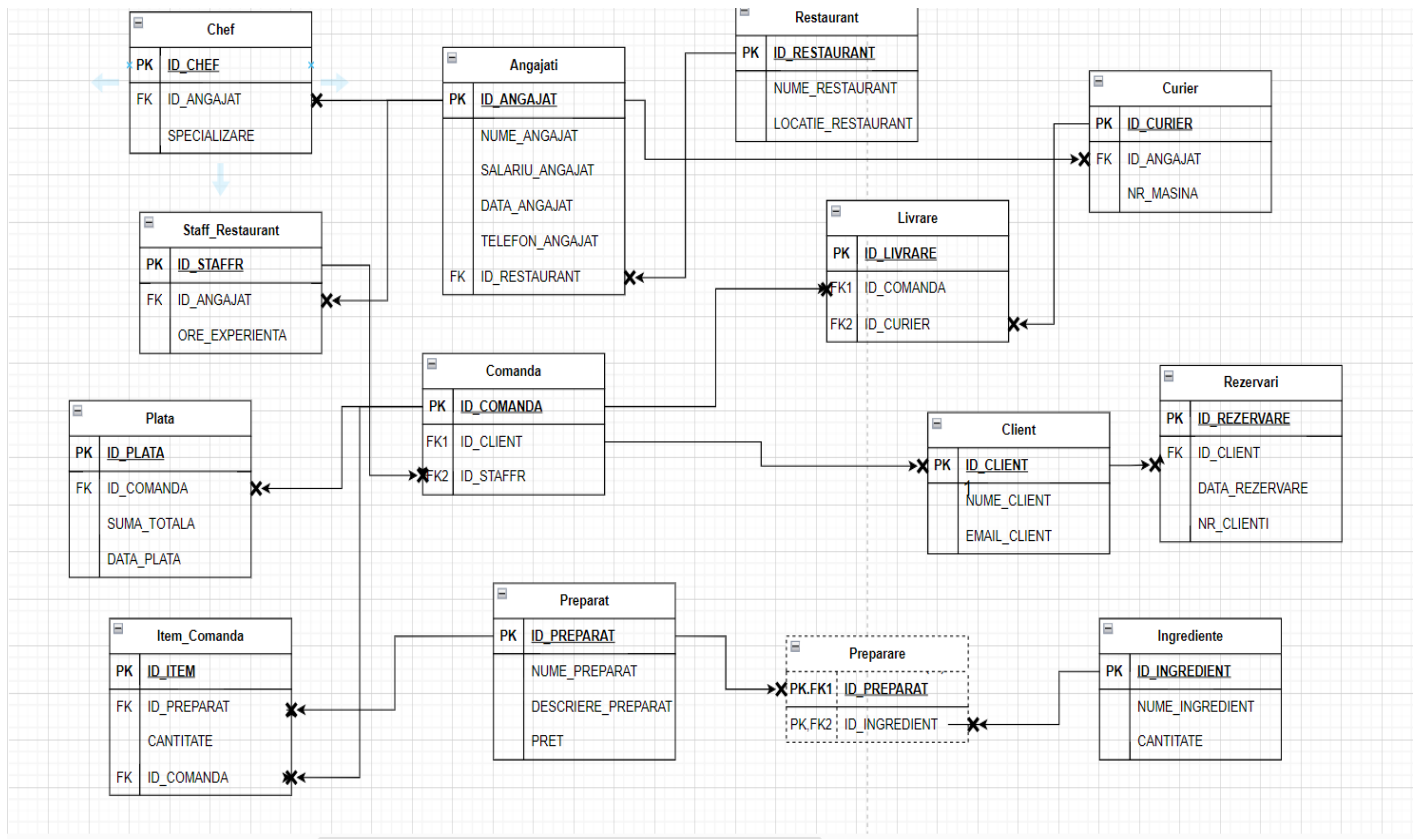 Chef
PK ID_CHEF
FK ID_ANGAJAT
SPECIALIZARE
Angajati
PK ID_ANGAJAT
NUME_ANGAJAT
SALARIU_ANGAJAT
DATA_ANGAJAT
TELEFON_ANGAJAT
FK ID_RESTAURANT
Restaurant
PK ID_RESTAURANT
NUME_RESTAURANT
LOCATIE_RESTAURANT
Curier
PK ID_CURIER
FK ID_ANGAJAT
NR_MASINA
Staff_Restaurant
PK ID_STAFFR
FK ID_ANGAJAT
ORE_EXPERIENTA
Livrare
PK ID_LIVRARE
FK1 ID_COMANDA
FK2 ID_CURIER
Comanda
PK ID_COMANDA
FK1 ID_CLIENT
FK2 ID_STAFFR
Plata
PK ID_PLATA
FK ID_COMANDA
SUMA_TOTALA
DATA_PLATA
Client
PK ID_CLIENT
1
NUME_CLIENT
EMAIL_CLIENT
Rezervari
PK ID_REZERVARE
FK ID_CLIENT
DATA_REZERVARE
NR_CLIENTI
Item_Comanda
PK ID_ITEM
FK ID_PREPARAT
CANTITATE
FK ID_COMANDA
Preparat
PK ID_PREPARAT
NUME_PREPARAT
DESCRIERE_PREPARAT
PRET
Preparare
PK.FK1 ID_PREPARAT
PK,FK2 ID_INGREDIENT
Ingrediente
PK ID_INGREDIENT
NUME_INGREDIENT
CANTITATE